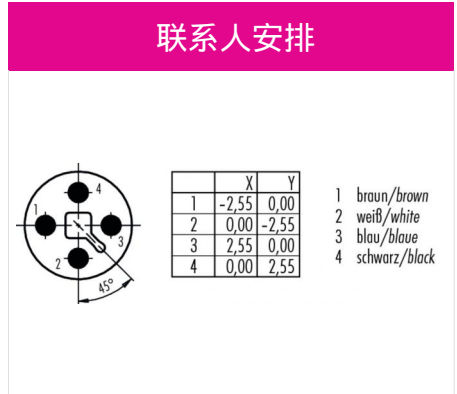 联系人安排
4
1
3
2
45°
X Y
1 -2,55 0,00
2 0,00 -2,55
3 2,55 0,00
4 0,00 2,55
1 braun/brown
2 weiß/white
3 blau/blaue
4 schwarz/black